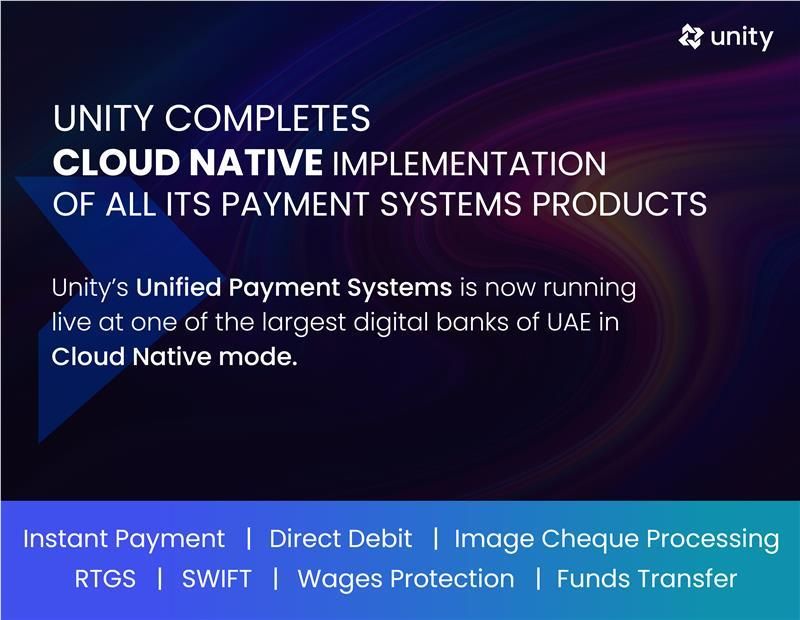 unity
UNITY COMPLETES
CLOUD NATIVE IMPLEMENTATION
OF ALL ITS PAYMENT SYSTEMS PRODUCTS
Unity’s Unified Payment Systems is now running
live at one of the largest digital banks of UAE in
Cloud Native mode.
Instant Payment | Direct Debit | Image Cheque Processing
RTGS | SWIFT | Wages Protection | Funds Transfer